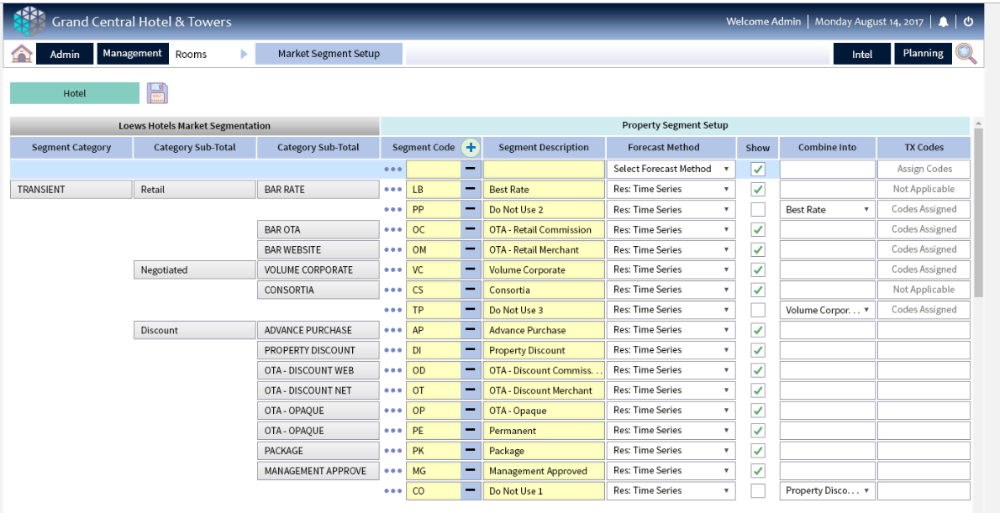 Grand Central Hotel & Towers Welcome Admin Monday August 14, 2017
Admin Management Rooms Market Segment Setup Intel Planning
Hotel
Loews Hotels Market Segmentation Property Segment Setup
Segment Category Category Sub-Total Category Sub-Total Segment Code + Segment Description Forecast Method Show Combine Into TX Codes
Select Forecast Method Assign Codes
TRANSIENT Retail BAR RATE LB Best Rate Res: Time Series Not Applicable
PP Do Not Use 2 Res: Time Series Best Rate Codes Assigned
BAR OTA OC OTA - Retail Commission Res: Time Series Codes Assigned
BAR WEBSITE OM OTA - Retail Merchant Res: Time Series Codes Assigned
Negotiated VOLUME CORPORATE VC Volume Corporate Res: Time Series Codes Assigned
CONSORTIA CS Consortia Res: Time Series Not Applicable
TP Do Not Use 3 Res: Time Series Volume Corpor... Codes Assigned
Discount ADVANCE PURCHASE AP Advance Purchase Res: Time Series
PROPERTY DISCOUNT DI Property Discount Res: Time Series
OTA - DISCOUNT WEB OD OTA - Discount Commiss... Res: Time Series
OTA - DISCOUNT NET OT OTA - Discount Merchant Res: Time Series
OTA - OPAQUE OP OTA - Opaque Res: Time Series
OTA - OPAQUE PE Permanent Res: Time Series
PACKAGE PK Package Res: Time Series
MANAGEMENT APPROVE MG Management Approved Res: Time Series
CO Do Not Use 1 Res: Time Series Property Disco...